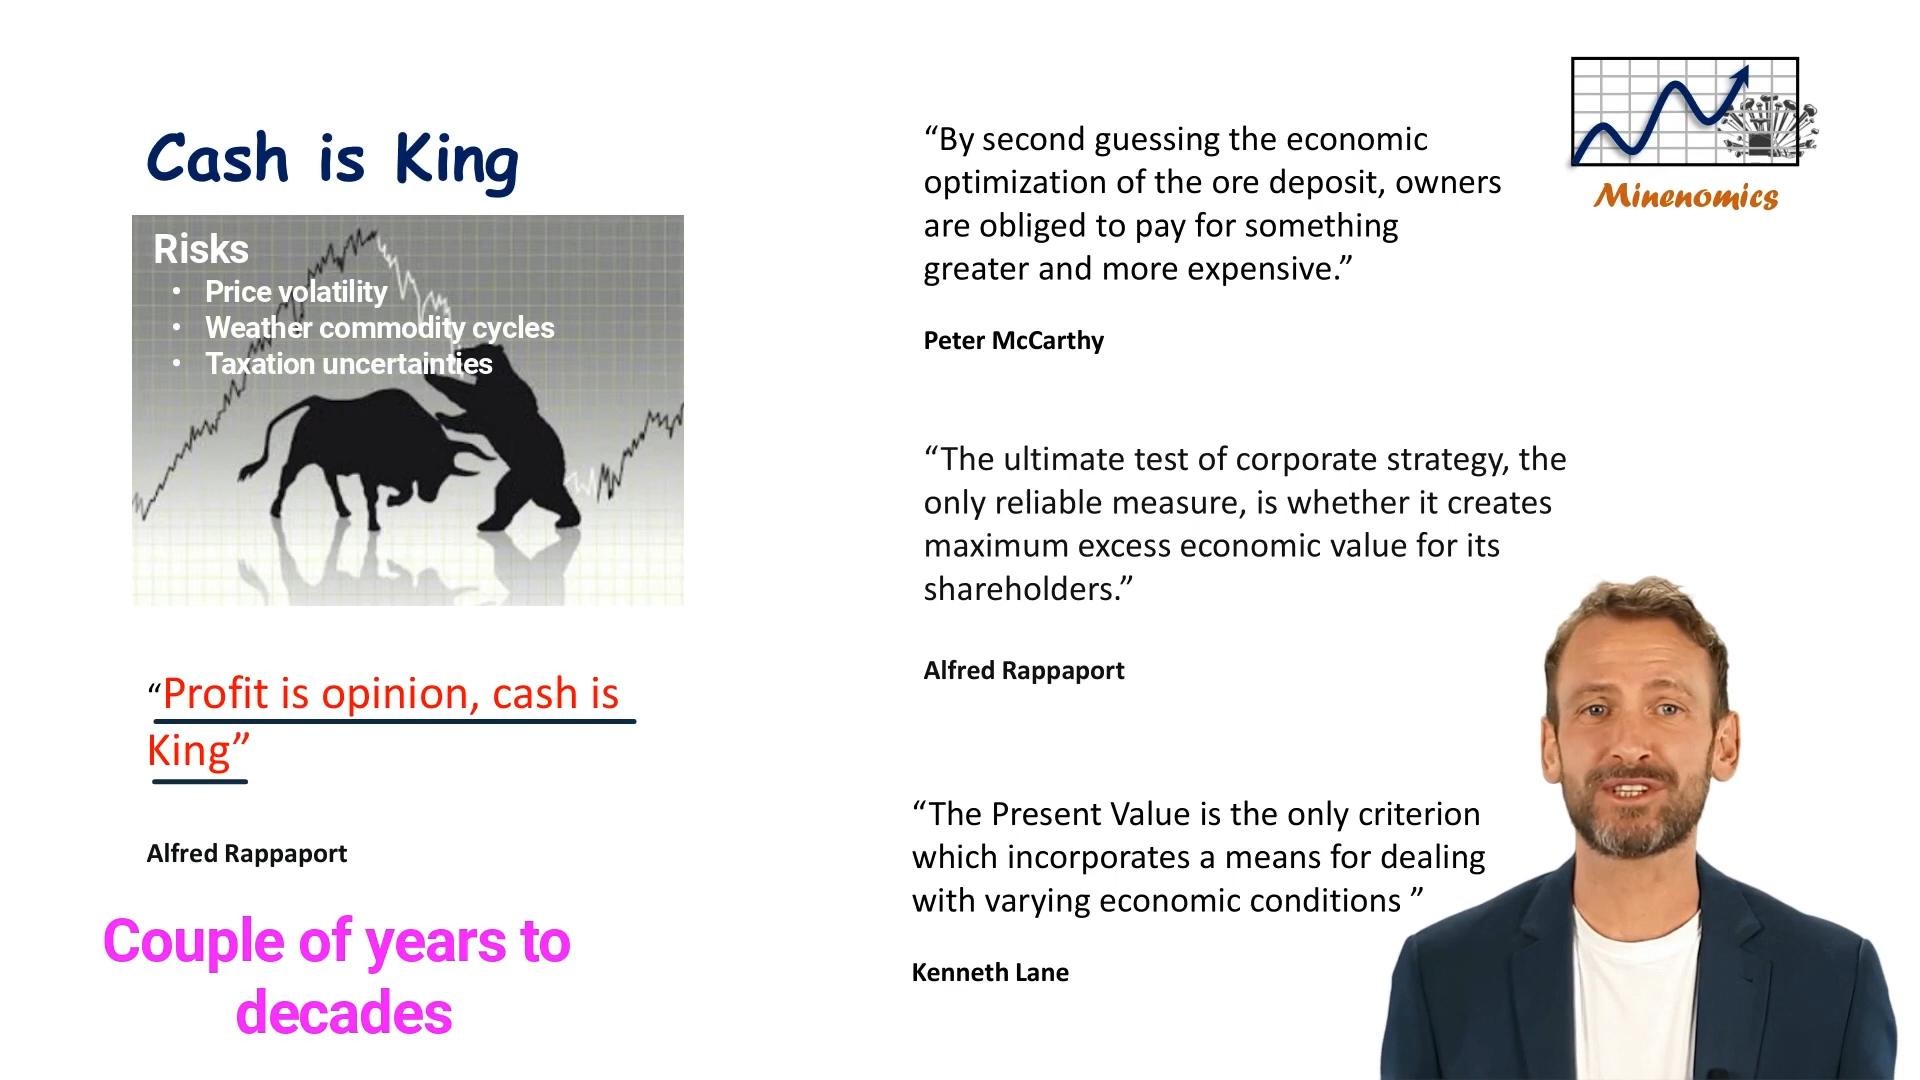 Cash is King
Risks
• Price volatility
• Weather commodity cycles
• Taxation uncertainties
“Profit is opinion, cash is
King”
Alfred Rappaport
Couple of years to
decades
“By second guessing the economic
optimization of the ore deposit, owners
are obliged to pay for something
greater and more expensive.”
Peter McCarthy
“The ultimate test of corporate strategy, the
only reliable measure, is whether it creates
maximum excess economic value for its
shareholders.”
Alfred Rappaport
“The Present Value is the only criterion
which incorporates a means for dealing
with varying economic conditions ”
Kenneth Lane
Minenomics